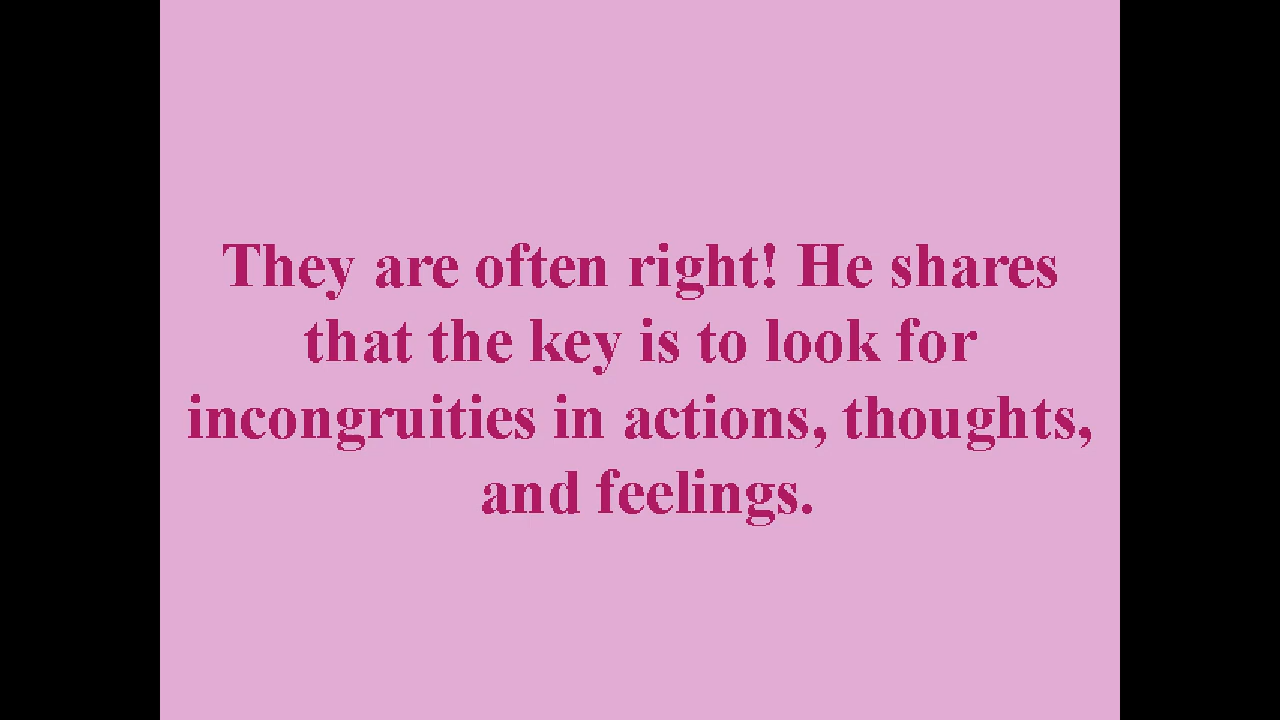 They are often right! He shares
that the key is to look for
incongruities in actions, thoughts,
and feelings.